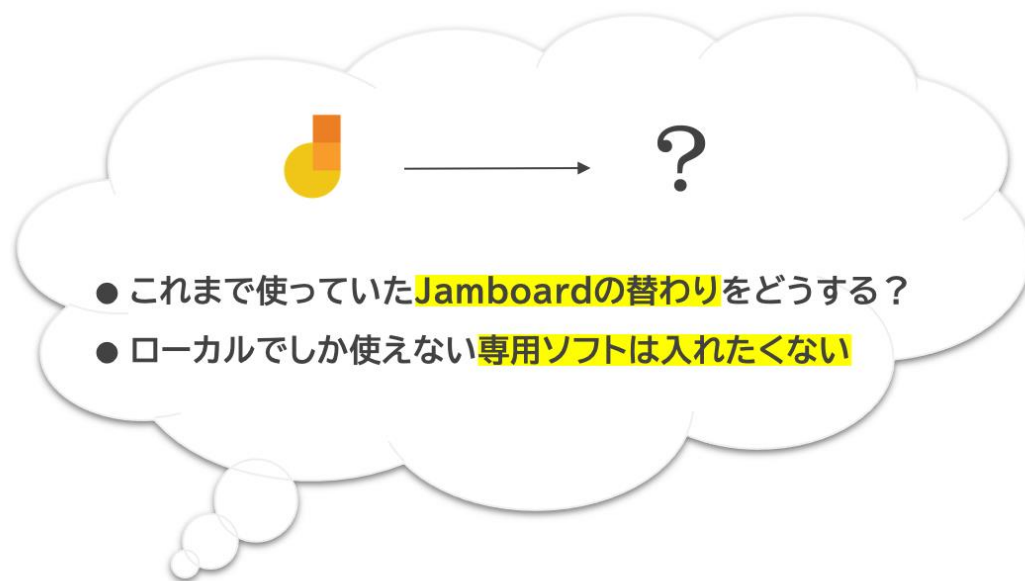 ?
● これまで使っていたJamboardの替わりをどうする？
● ローカルでしか使えない専用ソフトは入れたくない